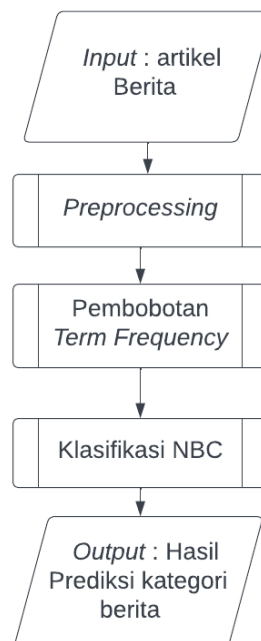 Input : artikel
Berita
Preprocessing
Pembobotan
Term Frequency
Klasifikasi NBC
Output : Hasil
Prediksi kategori
berita